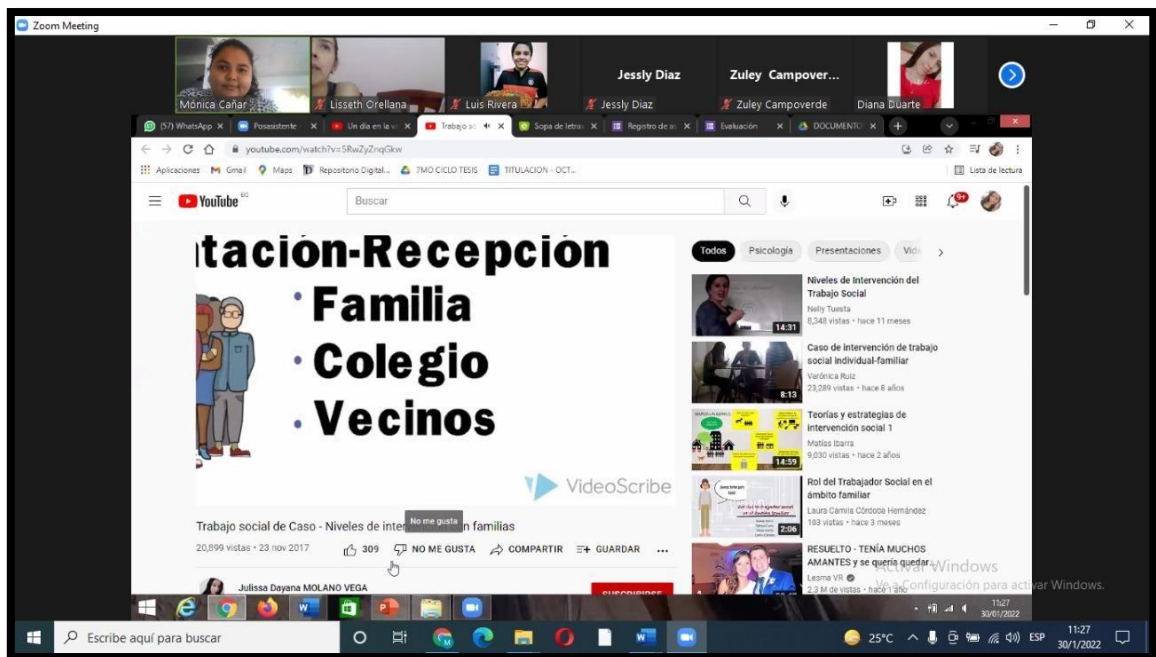 Zoom Meeting
Jessly Diaz
Zuley Campover...
Mónica Cañar
Lisseth Orellana
Luis Rivera
Jessly Diaz
Zuley Campoverde
Diana Duarte
(57) WhatsApp
Posasistente -
Un día en la vi
Trabajo so
Sopa de letras
Registro de as
Evaluación
DOCUMENTO
youtube.com/watch?v=5RwZyZnqGkw
Aplicaciones
Gmail
Maps
Repositorio Digital...
7MO CICLO TESIS
TITULACION - OCT...
Lista de lectura
YouTube EC
Buscar
9+
tación-Recepción
· Familia
· Colegio
· Vecinos
VideoScribe
Todos
Psicología
Presentaciones
Vide
Niveles de Intervención del
Trabajo Social
Nelly Tuesta
8,348 vistas • hace 11 meses
14:31
Caso de intervención de trabajo
social individual-familiar
Verónica Ruiz
23,289 vistas • hace 8 años
8:13
Teorías y estrategias de
intervención social 1
Matías Ibarra
9,030 vistas • hace 2 años
14:59
Rol del Trabajador Social en el
ámbito familiar
Laura Camila Córdoba Hernández
103 vistas • hace 3 meses
2:06
RESUELTO - TENÍA MUCHOS
AMANTES y se quería quedar
Lesma VR
2.3 M de vistas • hace 1 año
No me gusta
Trabajo social de Caso - Niveles de inter n familias
20,899 vistas • 23 nov 2017
309
NO ME GUSTA
COMPARTIR
GUARDAR
...
Julissa Dayana MOLANO VEGA
SUSCRIBIRSE
Activar Windows
Ve a Configuración para activar Windows.
11:27
30/01/2022
Escribe aquí para buscar
25°C
ESP
11:27
30/1/2022